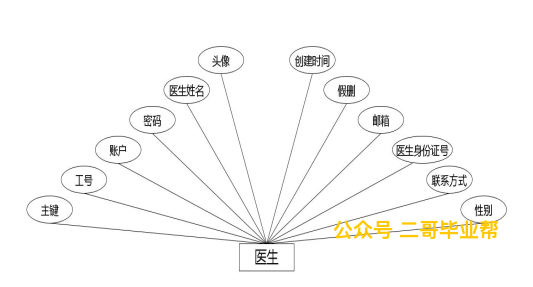 头像
创建时间
医生姓名
假删
密码
邮箱
账户
医生身份证号
工号
联系方式
主键
性别
公众号 二哥毕业帮
医生